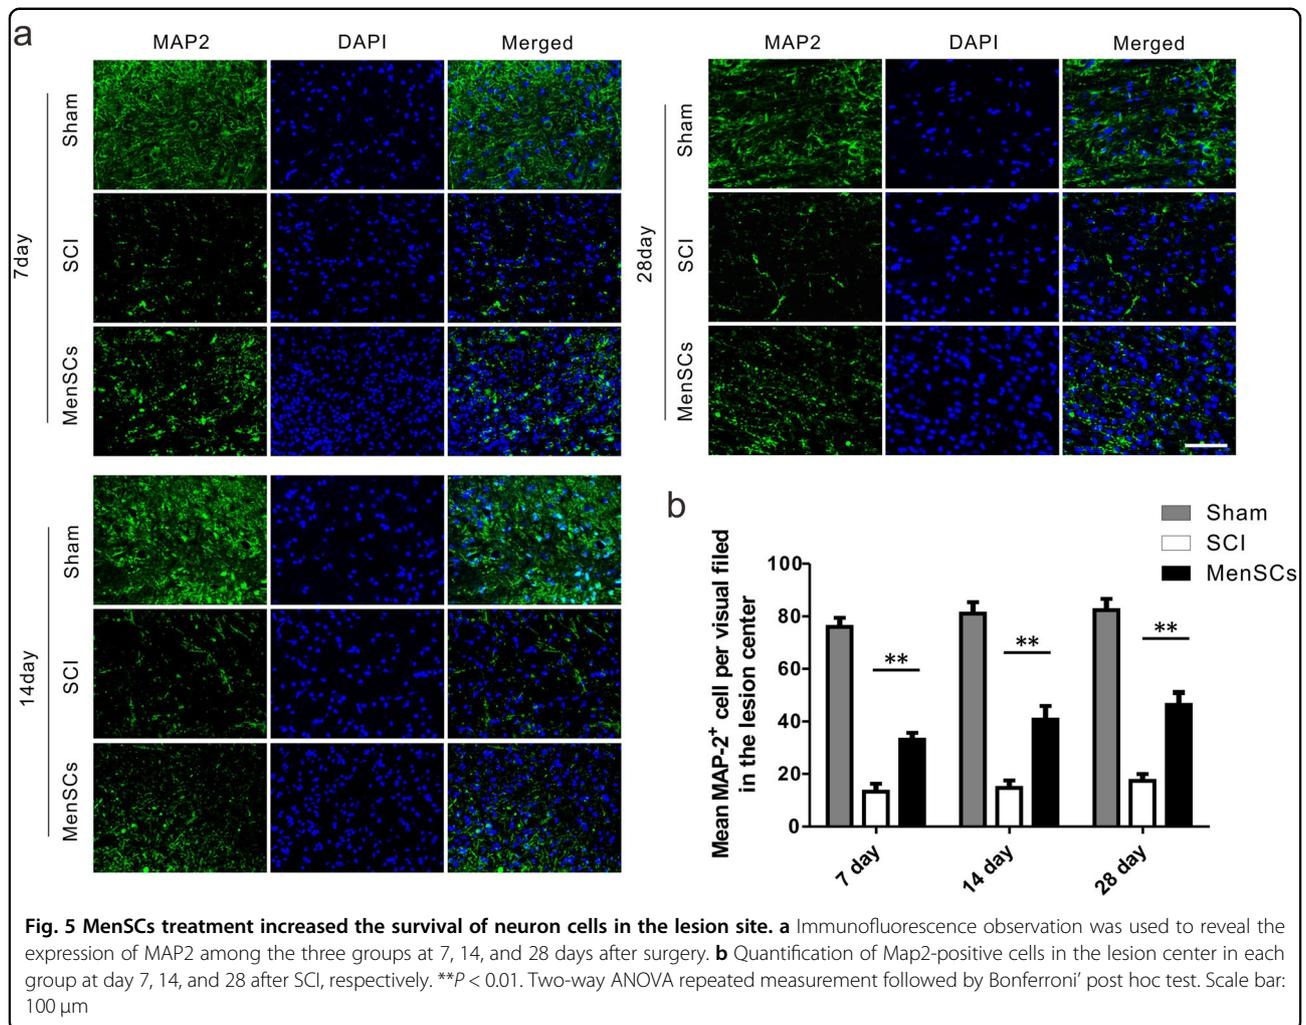 a
MAP2 DAPI Merged
7day
Sham
SCI
MenSCs
14day
Sham
SCI
MenSCs
MAP2 DAPI Merged
28day
Sham
SCI
MenSCs
b
Sham
SCI
MenSCs
Mean MAP-2+ cell per visual filed
in the lesion center
100
80
60
40
20
0
**
**
**
7 day 14 day 28 day
Fig. 5 MenSCs treatment increased the survival of neuron cells in the lesion site. a Immunofluorescence observation was used to reveal the
expression of MAP2 among the three groups at 7, 14, and 28 days after surgery. b Quantification of Map2-positive cells in the lesion center in each
group at day 7, 14, and 28 after SCI, respectively. **P < 0.01. Two-way ANOVA repeated measurement followed by Bonferroni' post hoc test. Scale bar:
100 µm